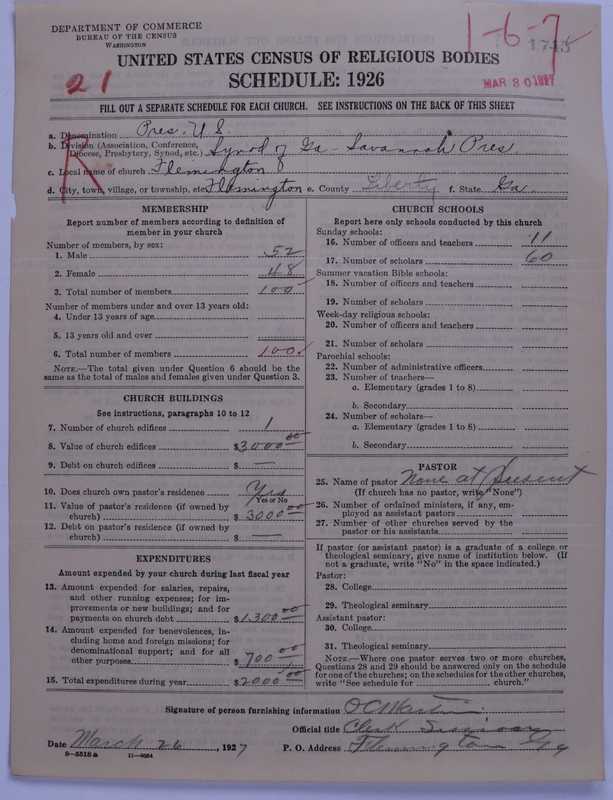 DEPARTMENT OF COMMERCE
BUREAU OF THE CENSUS
WASHINGTON
1-6-7
1743
MAR 30 1927
21
UNITED STATES CENSUS OF RELIGIOUS BODIES
SCHEDULE: 1926
FILL OUT A SEPARATE SCHEDULE FOR EACH CHURCH. SEE INSTRUCTIONS ON THE BACK OF THIS SHEET
R
a. Denomination Pres. U.S.
b. Division (Association, Conference, Diocese, Presbytery, Synod, etc.) Synod of Ga - Savannah Pres
c. Local name of church Flemington
d. City, town, village, or township, etc. Flemington e. County Liberty f. State Ga.
MEMBERSHIP
Report number of members according to definition of
member in your church
Number of members, by sex:
1. Male 52
2. Female 48
3. Total number of members 100
Number of members under and over 13 years old:
4. Under 13 years of age
5. 13 years old and over
6. Total number of members 100
NOTE.—The total given under Question 6 should be
same as the total of males and females given under Question 3.
CHURCH BUILDINGS
See instructions, paragraphs 10 to 12
7. Number of church edifices 1
8. Value of church edifices $3000.00
9. Debt on church edifices $ —
10. Does church own pastor's residence Yes
Yes or No
11. Value of pastor's residence (if owned by
church) $3000.00
12. Debt on pastor's residence (if owned by
church) $ —
EXPENDITURES
Amount expended by your church during last fiscal year
13. Amount expended for salaries, repairs,
and other running expenses; for im-
provements or new buildings; and for
payments on church debt $1300.00
14. Amount expended for benevolences, in-
cluding home and foreign missions; for
denominational support; and for all
other purposes $700.00
15. Total expenditures during year $2000.00
CHURCH SCHOOLS
Report here only schools conducted by this church
Sunday schools:
16. Number of officers and teachers 11
17. Number of scholars 60
Summer vacation Bible schools:
18. Number of officers and teachers
19. Number of scholars
Week-day religious schools:
20. Number of officers and teachers
21. Number of scholars
Parochial schools:
22. Number of administrative officers
23. Number of teachers—
a. Elementary (grades 1 to 8)
b. Secondary
24. Number of scholars—
a. Elementary (grades 1 to 8)
b. Secondary
PASTOR
25. Name of pastor None at present
(If church has no pastor, write "None")
26. Number of ordained ministers, if any, em-
ployed as assistant pastors
27. Number of other churches served by the
pastor or his assistants
If pastor (or assistant pastor) is a graduate of a college or
theological seminary, give name of institution below. (If
not a graduate, write "No" in the space indicated.)
Pastor:
28. College
29. Theological seminary
Assistant pastor:
30. College
31. Theological seminary
NOTE.—Where one pastor serves two or more churches,
Questions 28 and 29 should be answered only on the schedule
for one of the churches; on the schedules for the other churches,
write "See schedule for church."
Signature of person furnishing information O C Martin
Official title Clerk
Date March 26, 1927 P. O. Address Flemington Ga
8-5518 a 11-9084